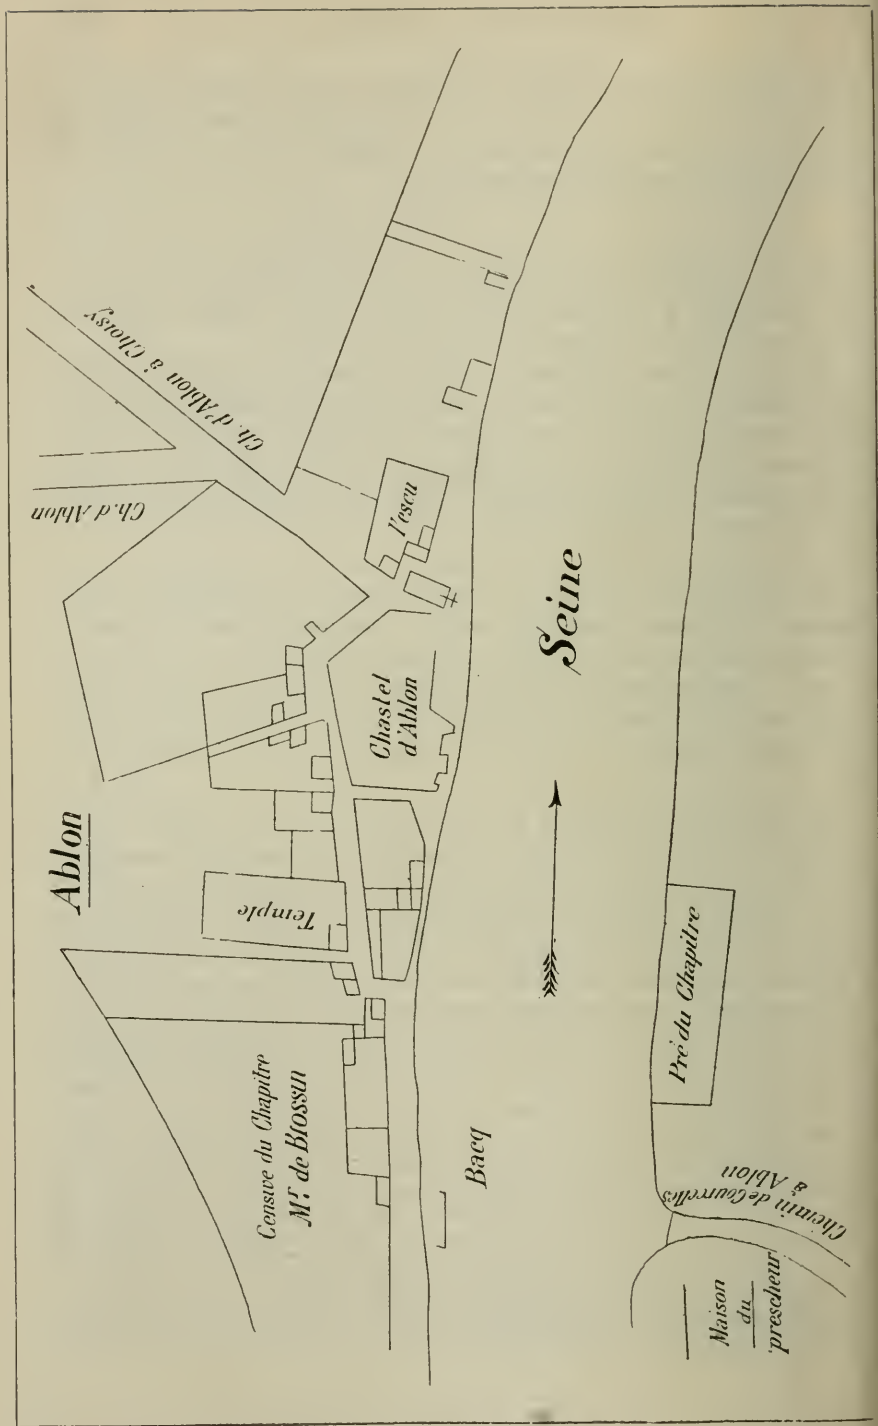 Ablon
Ch. d'Ablon
Ch. d'Ablon à Choisy
l'escu
Chastel
d'Ablon
Temple
Censive du Chapitre
Mr. de Brossin
Seine
Bacq
Pré du Chapitre
Chemin de Courcelles
à Ablon
Maison
du
prescheur